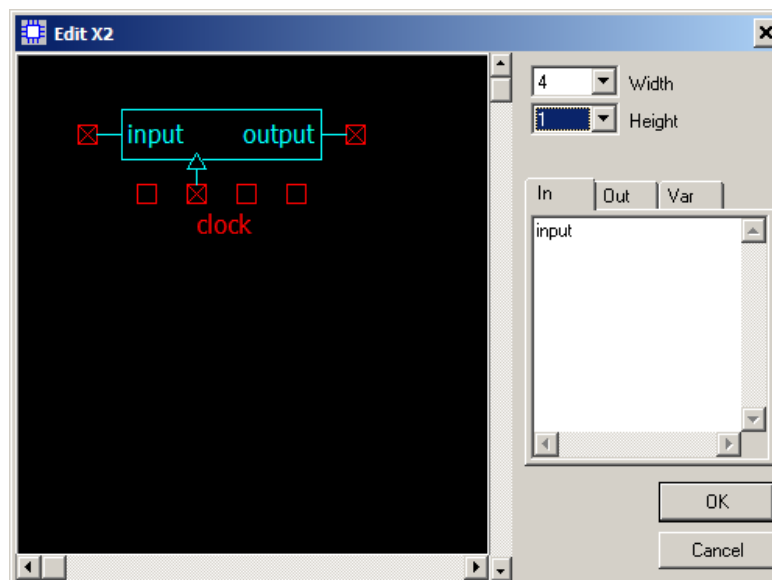 Edit X2
input output
clock
4 Width
1 Height
In Out Var
input
OK
Cancel